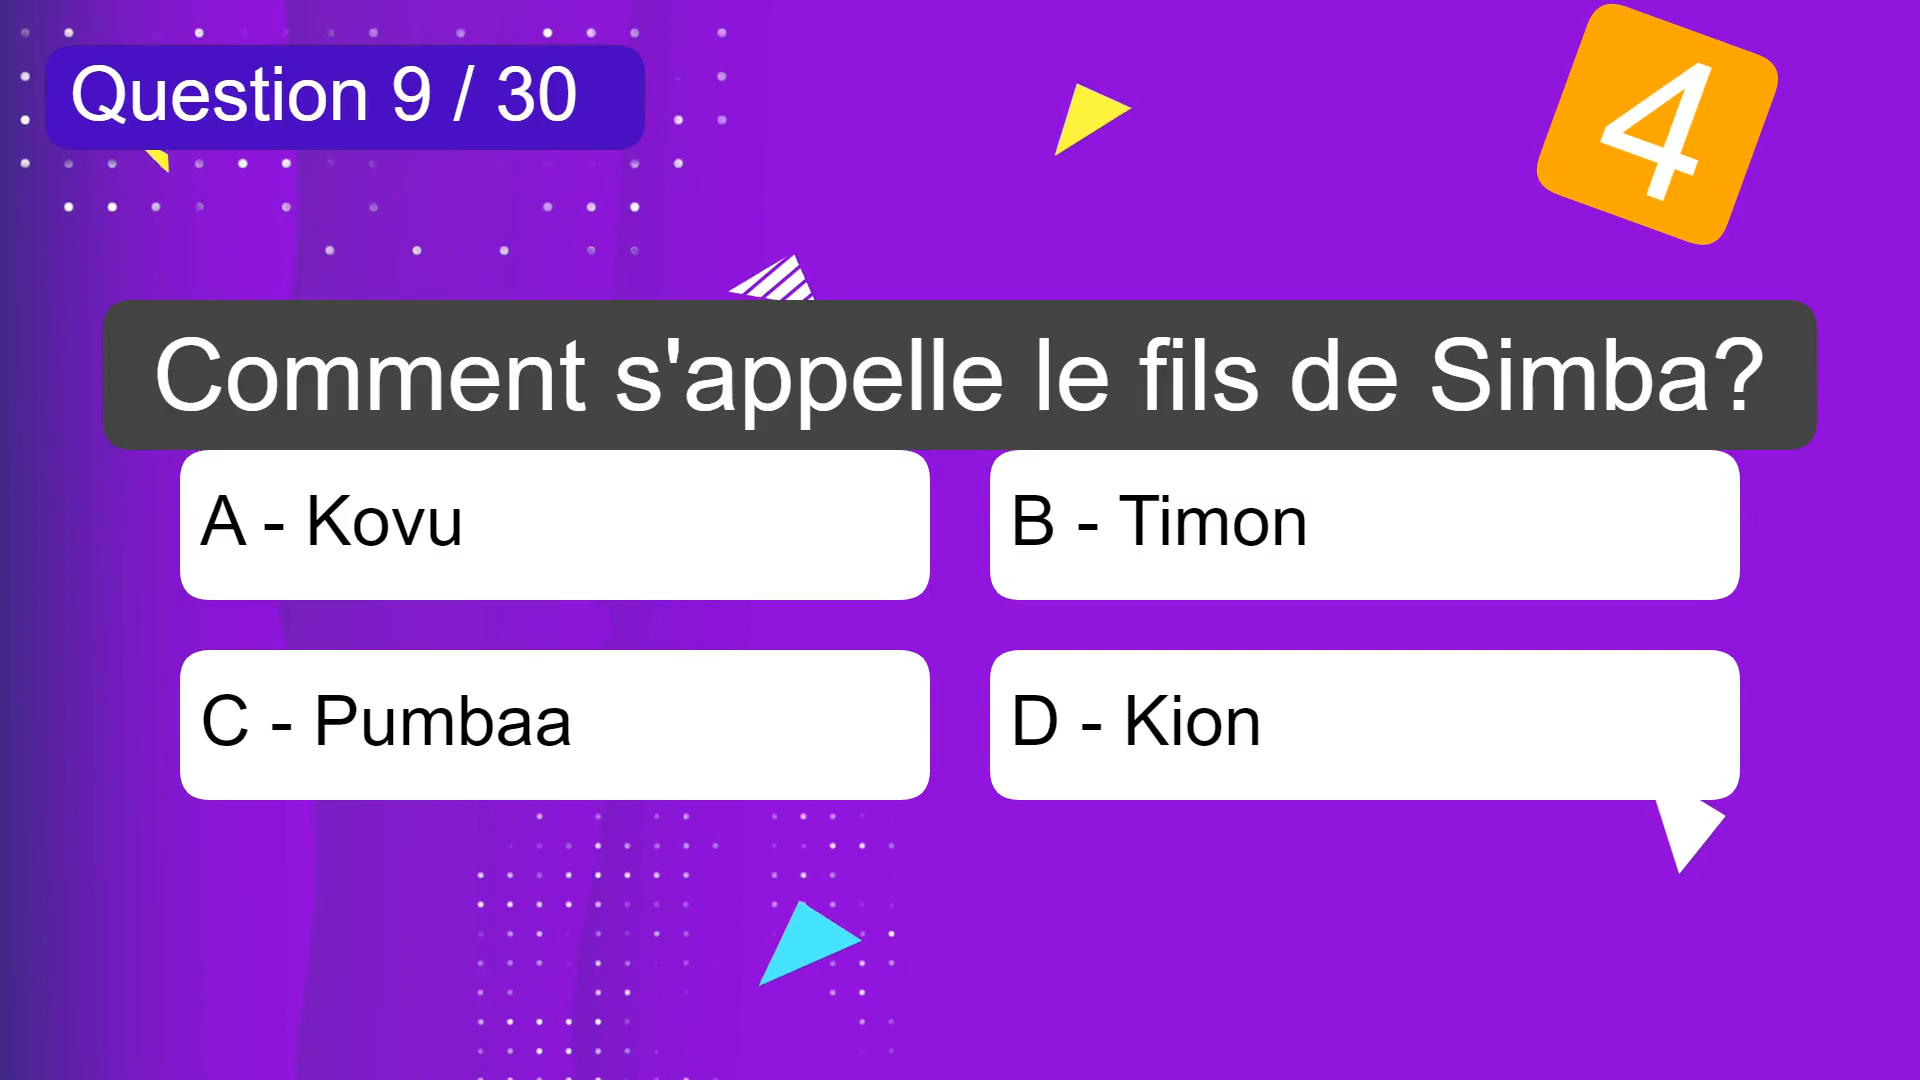 Question 9 / 30
4
Comment s'appelle le fils de Simba?
A - Kovu
B - Timon
C - Pumbaa
D - Kion